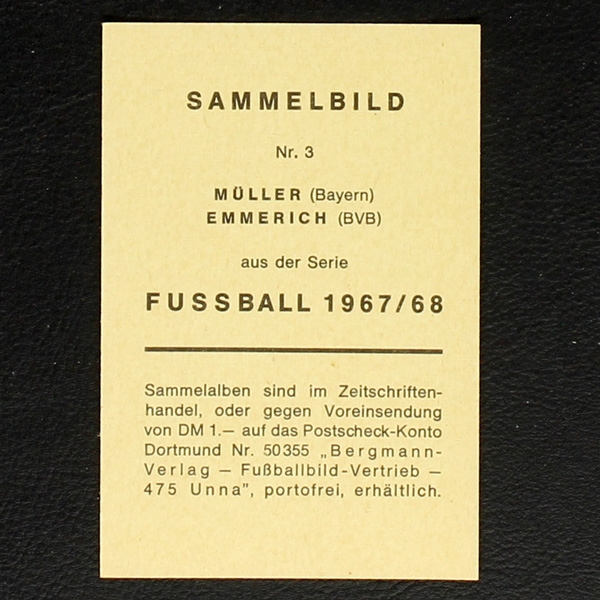 SAMMELBILD
Nr. 3
MÜLLER (Bayern)
EMMERICH (BVB)
aus der Serie
FUSSBALL 1967/68
Sammelalben sind im Zeitschriften-
handel, oder gegen Voreinsendung
von DM 1.— auf das Postscheck-Konto
Dortmund Nr. 50355 „Bergmann-
Verlag — Fußballbild-Vertrieb —
475 Unna”, portofrei, erhältlich.